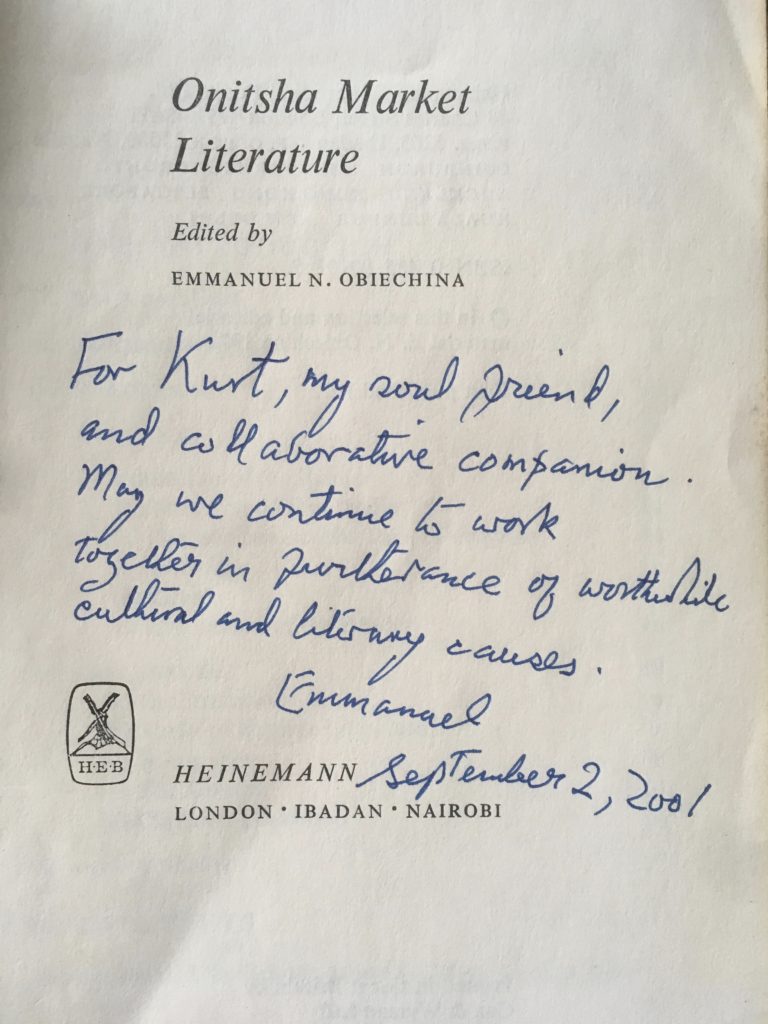 Onitsha Market
Literature
Edited by
EMMANUEL N. OBIECHINA
For Kurt, my soul friend,
and collaborative companion.
May we continue to work
together in furtherance of worthwhile
cultural and literary causes.
Emmanuel
H·E·B
HEINEMANN September 2, 2001
LONDON · IBADAN · NAIROBI